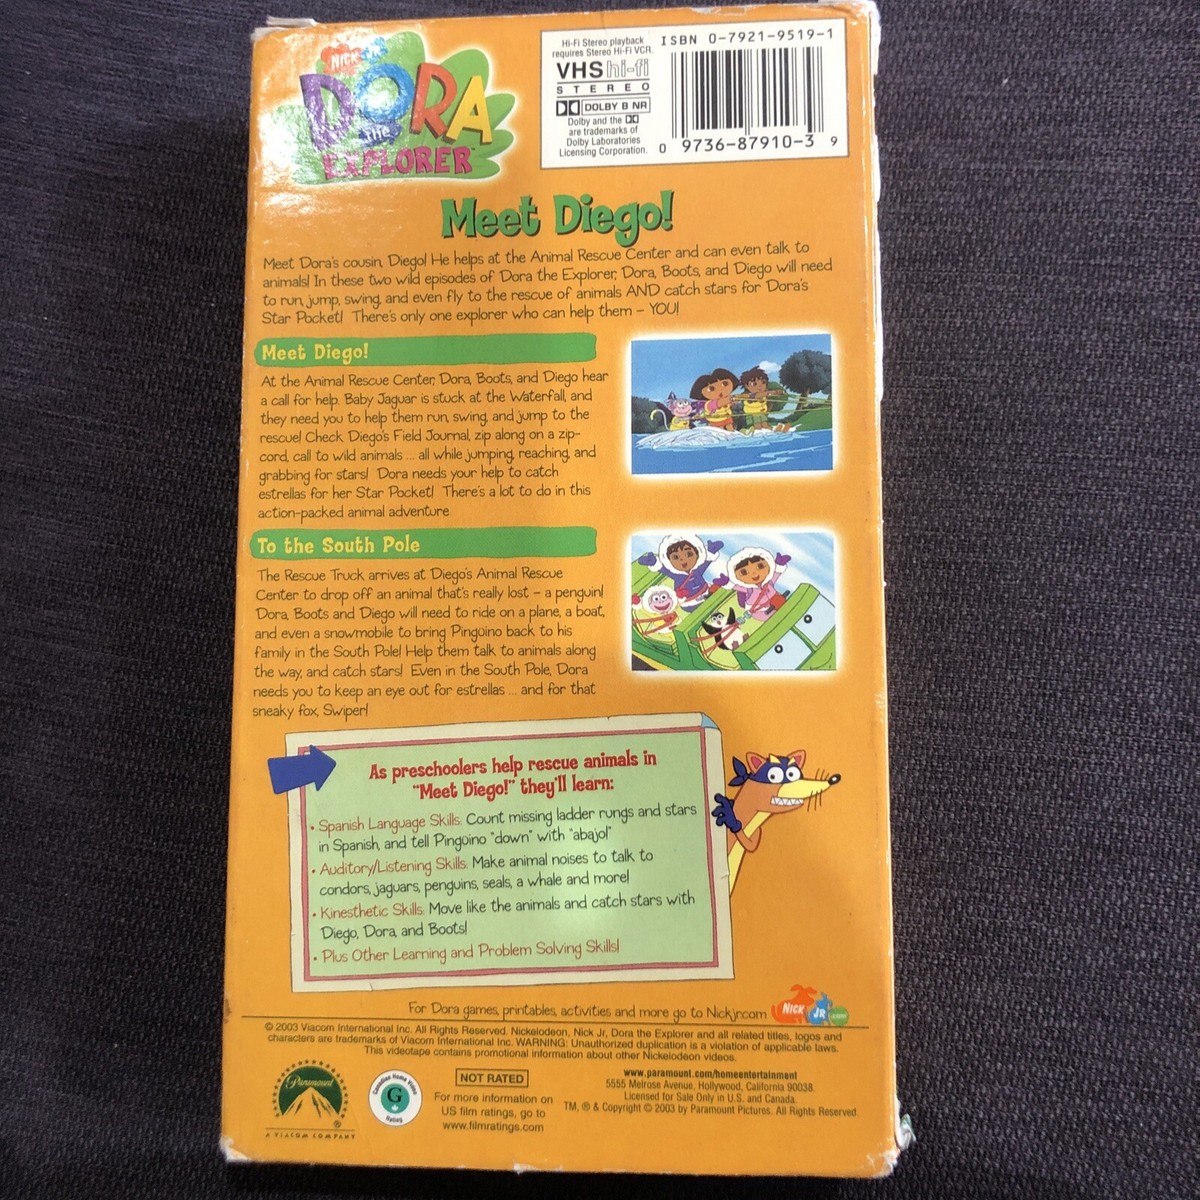 NICK JR.
DORA
the
EXPLORER™
Hi-Fi Stereo playback
requires Stereo Hi-Fi VCR.
VHS hi-fi
STEREO
DOLBY B NR
Dolby and the
are trademarks of
Dolby Laboratories
Licensing Corporation.
ISBN 0-7921-9519-1
0 9736-87910-3 9
Meet Diego!
Meet Dora's cousin, Diego! He helps at the Animal Rescue Center and can even talk to
animals! In these two wild episodes of Dora the Explorer, Dora, Boots, and Diego will need
to run, jump, swing, and even fly to the rescue of animals AND catch stars for Dora's
Star Pocket! There's only one explorer who can help them – YOU!
Meet Diego!
At the Animal Rescue Center, Dora, Boots, and Diego hear
a call for help. Baby Jaguar is stuck at the Waterfall, and
they need you to help them run, swing, and jump to the
rescue! Check Diego's Field Journal, zip along on a zip-
cord, call to wild animals ... all while jumping, reaching, and
grabbing for stars! Dora needs your help to catch
estrellas for her Star Pocket! There's a lot to do in this
action-packed animal adventure
To the South Pole
The Rescue Truck arrives at Diego's Animal Rescue
Center to drop off an animal that's really lost – a penguin!
Dora, Boots and Diego will need to ride on a plane, a boat,
and even a snowmobile to bring Pingüino back to his
family in the South Pole! Help them talk to animals along
the way, and catch stars! Even in the South Pole, Dora
needs you to keep an eye out for estrellas ... and for that
sneaky fox, Swiper!
As preschoolers help rescue animals in
"Meet Diego!" they'll learn:
• Spanish Language Skills: Count missing ladder rungs and stars
in Spanish, and tell Pingüino "down" with "abajo!"
• Auditory/Listening Skills: Make animal noises to talk to
condors, jaguars, penguins, seals, a whale and more!
• Kinesthetic Skills: Move like the animals and catch stars with
Diego, Dora, and Boots!
• Plus Other Learning and Problem Solving Skills!
For Dora games, printables, activities and more go to Nickjr.com
NICK JR .com
© 2003 Viacom International Inc. All Rights Reserved. Nickelodeon, Nick Jr, Dora the Explorer and all related titles, logos and
characters are trademarks of Viacom International Inc. WARNING: Unauthorized duplication is a violation of applicable laws.
This videotape contains promotional information about other Nickelodeon videos.
Paramount
®
A VIACOM COMPANY
Canadian Home Video
G
Ratings
NOT RATED
For more information on
US film ratings, go to
www.filmratings.com
www.paramount.com/homeentertainment
5555 Melrose Avenue, Hollywood, California 90038.
Licensed for Sale Only in U.S. and Canada.
TM, ® & Copyright © 2003 by Paramount Pictures. All Rights Reserved.